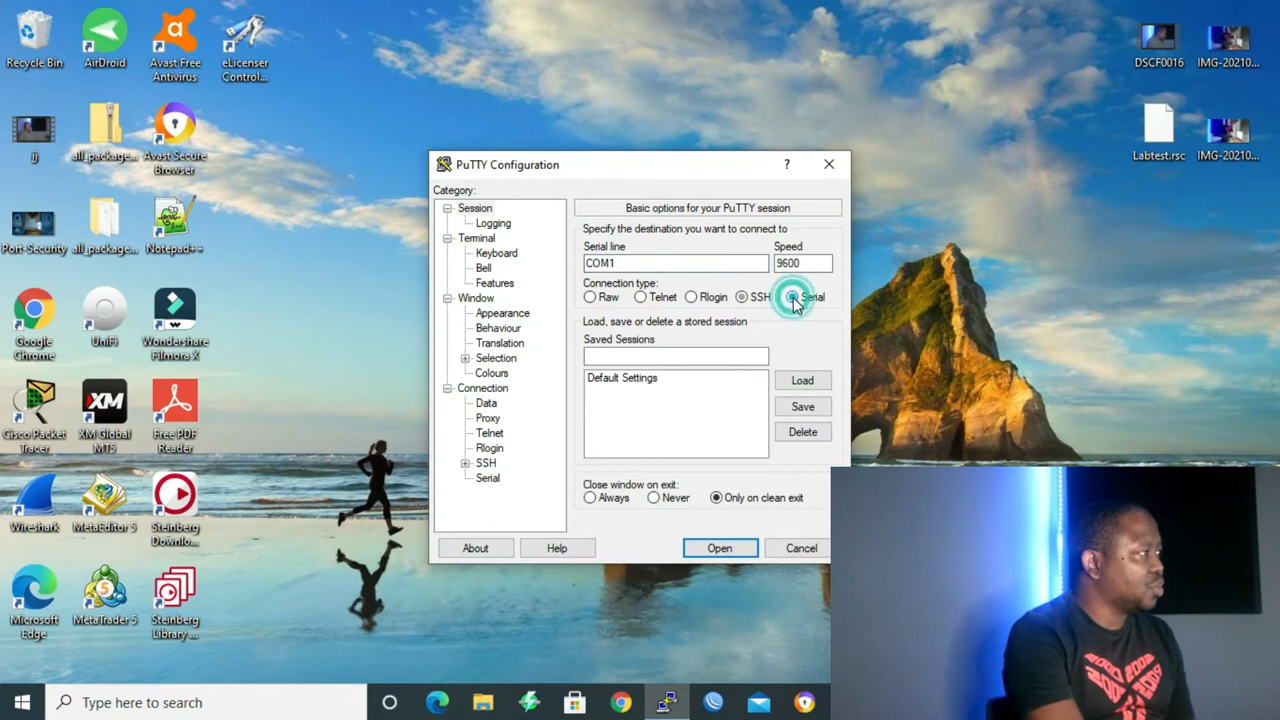 Recycle Bin
AirDroid
Avast Free
Antivirus
eLicenser
Control...
DSCF0016
IMG-20210...
jj
all_package...
Avast Secure
Browser
Labtest.rsc
IMG-20210...
Port-Security
all_package...
Notepad++
Google
Chrome
UniFi
Wondershare
Filmora X
Cisco Packet
Tracer
XM
XM Global
MT5
Free PDF
Reader
Wireshark
MetaEditor 5
Steinberg
Downlo...
Microsoft
Edge
MetaTrader 5
Steinberg
Library ...
PuTTY Configuration
?
Category:
Session
Logging
Terminal
Keyboard
Bell
Features
Window
Appearance
Behaviour
Translation
Selection
Colours
Connection
Data
Proxy
Telnet
Rlogin
SSH
Serial
Basic options for your PuTTY session
Specify the destination you want to connect to
Serial line
Speed
COM1
9600
Connection type:
Raw
Telnet
Rlogin
SSH
Serial
Load, save or delete a stored session
Saved Sessions
Default Settings
Load
Save
Delete
Close window on exit:
Always
Never
Only on clean exit
About
Help
Open
Cancel
Type here to search